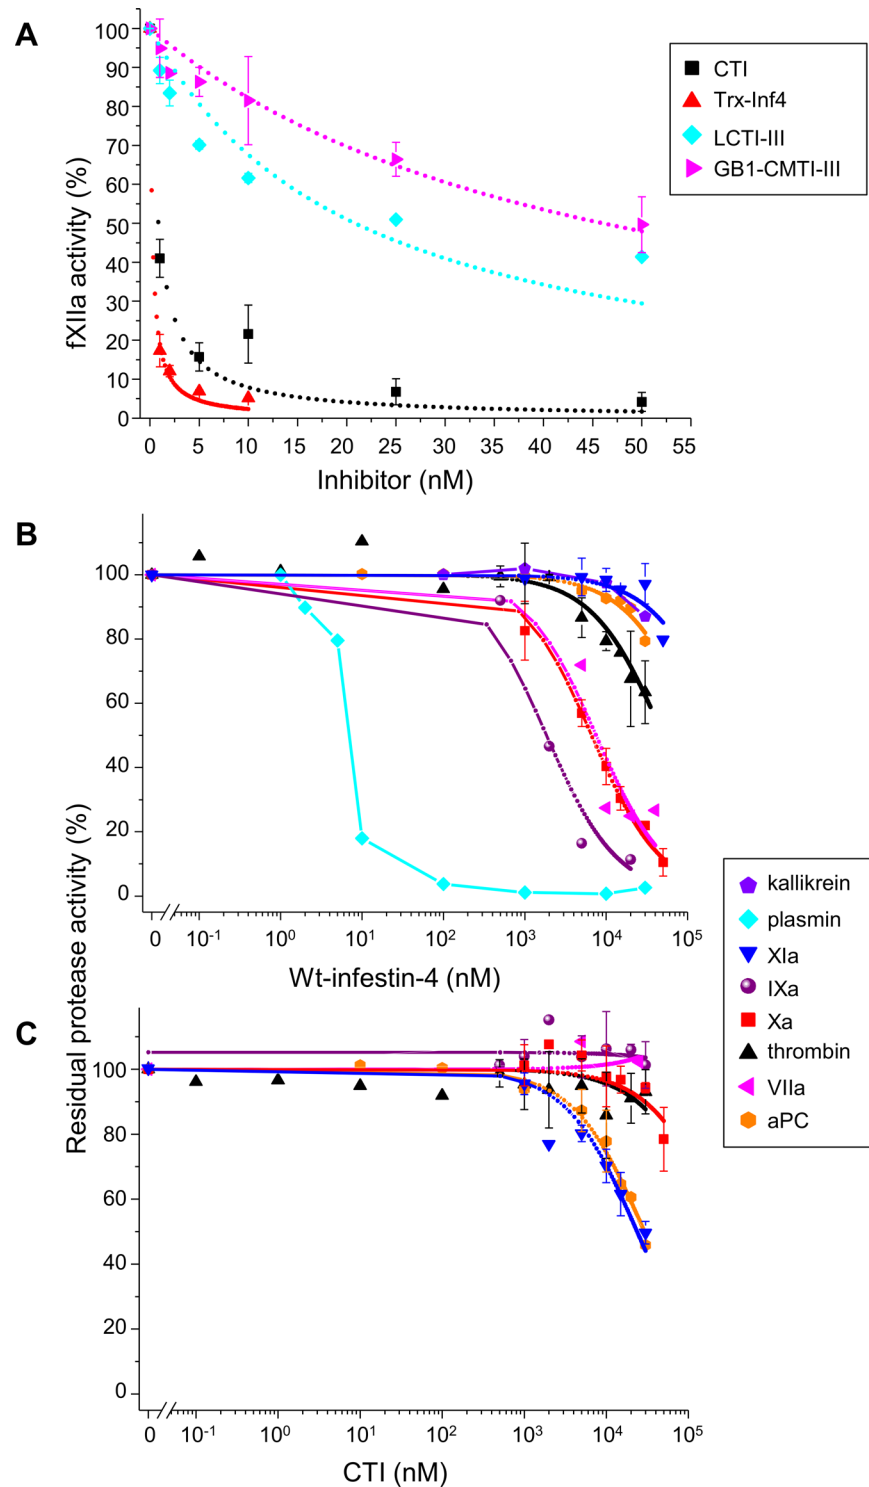 A
100
90
80
70
60
50
40
30
20
10
0
fXIIa activity (%)
0 5 10 15 20 25 30 35 40 45 50 55
Inhibitor (nM)
CTI
Trx-Inf4
LCTI-III
GB1-CMTI-III
B
100
80
60
40
20
0
0 10⁻¹ 10⁰ 10¹ 10² 10³ 10⁴ 10⁵
Wt-infestin-4 (nM)
Residual protease activity (%)
kallikrein
plasmin
XIa
IXa
Xa
thrombin
VIIa
aPC
C
100
80
60
40
20
0
0 10⁻¹ 10⁰ 10¹ 10² 10³ 10⁴ 10⁵
CTI (nM)